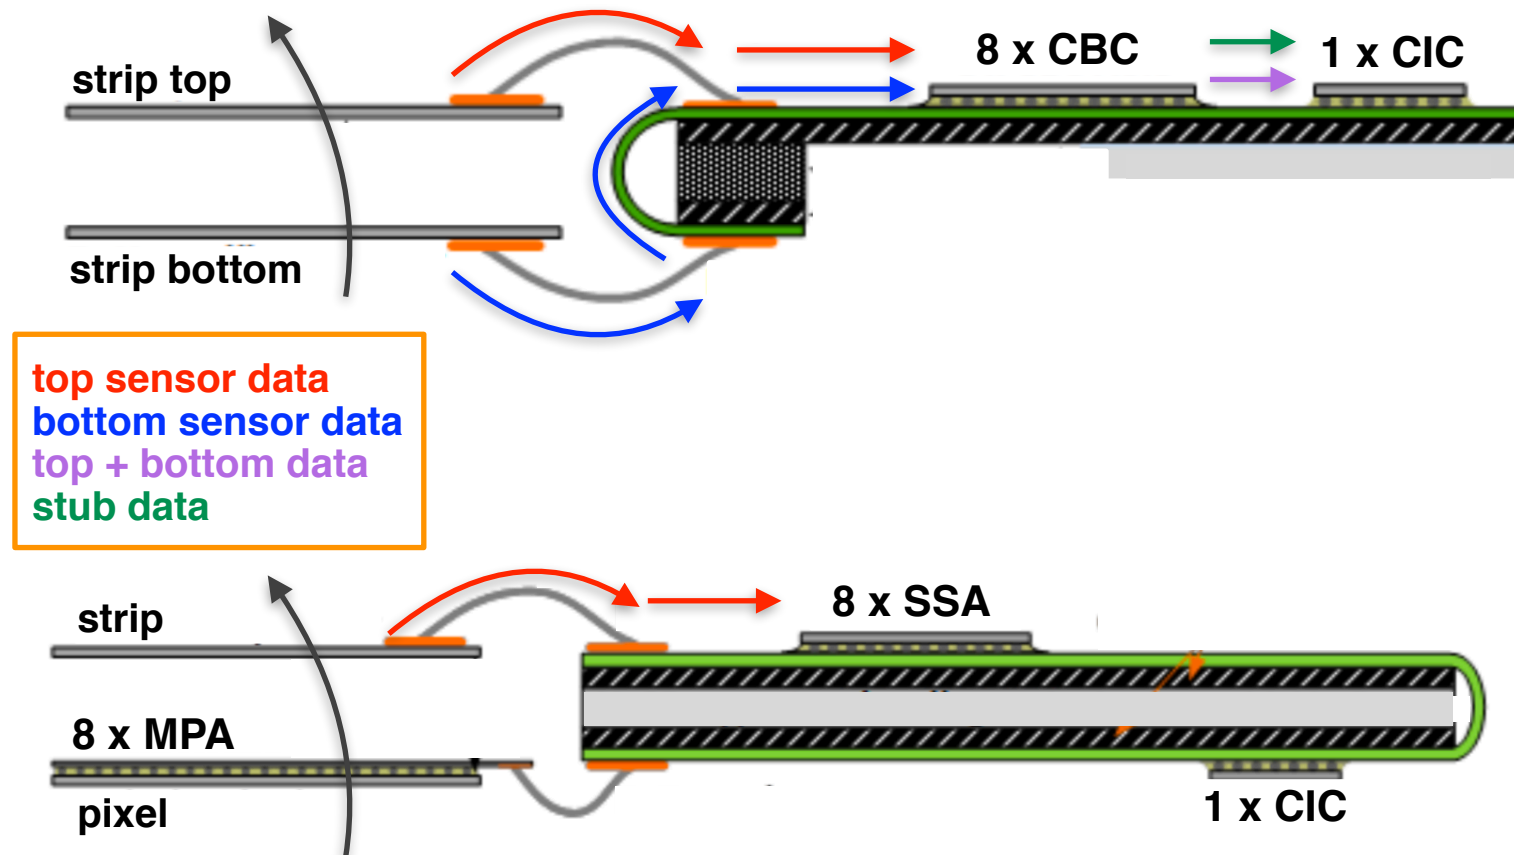 8 x CBC
1 x CIC
strip top
strip bottom
top sensor data
bottom sensor data
top + bottom data
stub data
strip
8 x SSA
8 x MPA
pixel
1 x CIC